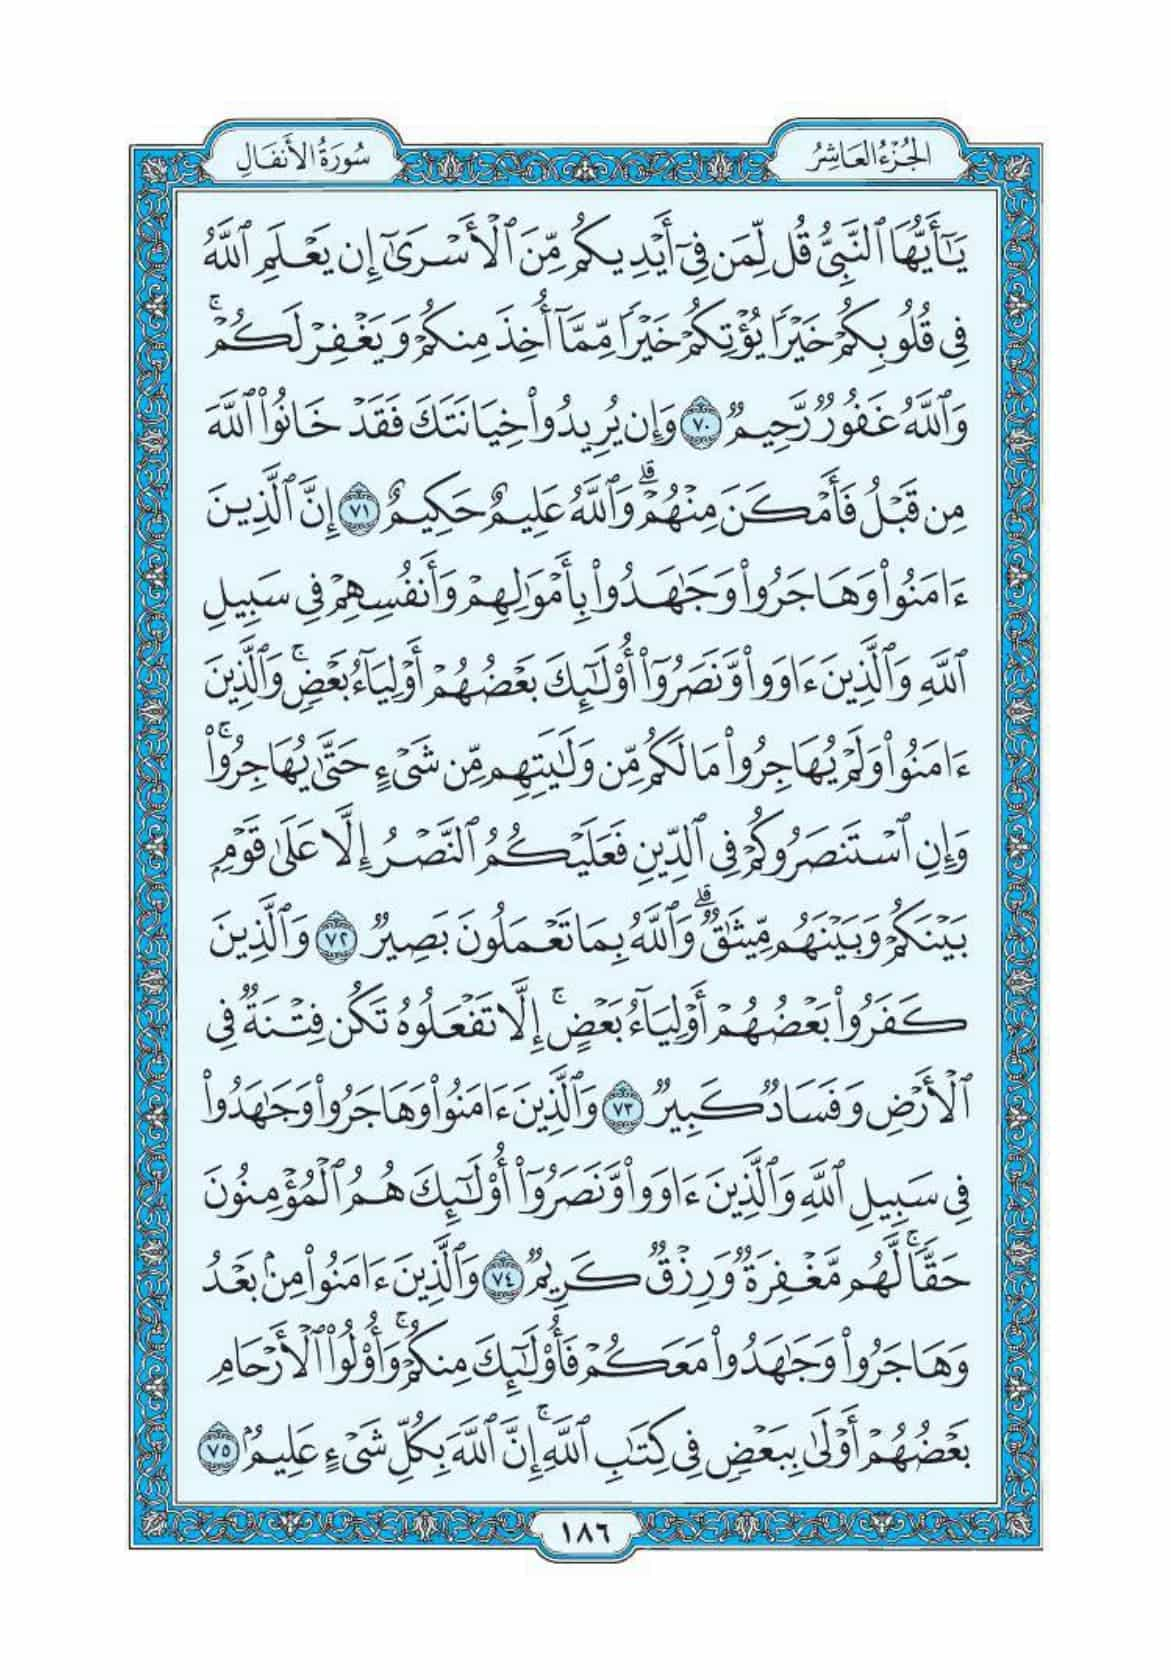 الجُزْءُ العَاشِرُ
سُورَةُ الأَنفَال
يَـٰٓأَيُّهَا ٱلنَّبِىُّ قُل لِّمَن فِىٓ أَيْدِيكُم مِّنَ ٱلْأَسْرَىٰٓ إِن يَعْلَمِ ٱللَّهُ
فِى قُلُوبِكُمْ خَيْرًا يُؤْتِكُمْ خَيْرًا مِّمَّآ أُخِذَ مِنكُمْ وَيَغْفِرْ لَكُمْ ۚ
وَٱللَّهُ غَفُورٌ رَّحِيمٌ ٧٠ وَإِن يُرِيدُوا۟ خِيَانَتَكَ فَقَدْ خَانُوا۟ ٱللَّهَ
مِن قَبْلُ فَأَمْكَنَ مِنْهُمْ ۗ وَٱللَّهُ عَلِيمٌ حَكِيمٌ ٧١ إِنَّ ٱلَّذِينَ
ءَامَنُوا۟ وَهَاجَرُوا۟ وَجَـٰهَدُوا۟ بِأَمْوَٰلِهِمْ وَأَنفُسِهِمْ فِى سَبِيلِ
ٱللَّهِ وَٱلَّذِينَ ءَاوَوا۟ وَّنَصَرُوٓا۟ أُو۟لَـٰٓئِكَ بَعْضُهُمْ أَوْلِيَآءُ بَعْضٍ ۚ وَٱلَّذِينَ
ءَامَنُوا۟ وَلَمْ يُهَاجِرُوا۟ مَا لَكُم مِّن وَلَـٰيَتِهِم مِّن شَىْءٍ حَتَّىٰ يُهَاجِرُوا۟ ۚ
وَإِنِ ٱسْتَنصَرُوكُمْ فِى ٱلدِّينِ فَعَلَيْكُمُ ٱلنَّصْرُ إِلَّا عَلَىٰ قَوْمٍۭ
بَيْنَكُمْ وَبَيْنَهُم مِّيثَـٰقٌ ۗ وَٱللَّهُ بِمَا تَعْمَلُونَ بَصِيرٌ ٧٢ وَٱلَّذِينَ
كَفَرُوا۟ بَعْضُهُمْ أَوْلِيَآءُ بَعْضٍ ۚ إِلَّا تَفْعَلُوهُ تَكُن فِتْنَةٌ فِى
ٱلْأَرْضِ وَفَسَادٌ كَبِيرٌ ٧٣ وَٱلَّذِينَ ءَامَنُوا۟ وَهَاجَرُوا۟ وَجَـٰهَدُوا۟
فِى سَبِيلِ ٱللَّهِ وَٱلَّذِينَ ءَاوَوا۟ وَّنَصَرُوٓا۟ أُو۟لَـٰٓئِكَ هُمُ ٱلْمُؤْمِنُونَ
حَقًّا ۚ لَّهُم مَّغْفِرَةٌ وَرِزْقٌ كَرِيمٌ ٧٤ وَٱلَّذِينَ ءَامَنُوا۟ مِنۢ بَعْدُ
وَهَاجَرُوا۟ وَجَـٰهَدُوا۟ مَعَكُمْ فَأُو۟لَـٰٓئِكَ مِنكُمْ ۚ وَأُو۟لُوا۟ ٱلْأَرْحَامِ
بَعْضُهُمْ أَوْلَىٰ بِبَعْضٍ فِى كِتَـٰبِ ٱللَّهِ ۗ إِنَّ ٱللَّهَ بِكُلِّ شَىْءٍ عَلِيمٌۢ ٧٥
١٨٦